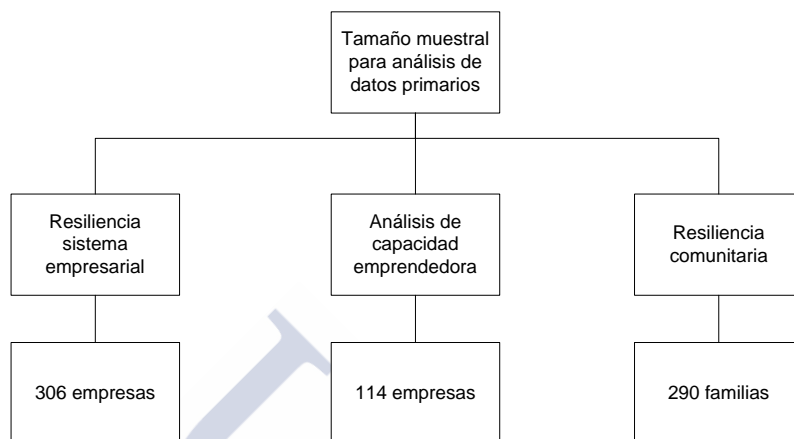 Tamaño muestral
para análisis de
datos primarios
Resiliencia
sistema
empresarial
Análisis de
capacidad
emprendedora
Resiliencia
comunitaria
306 empresas
114 empresas
290 familias